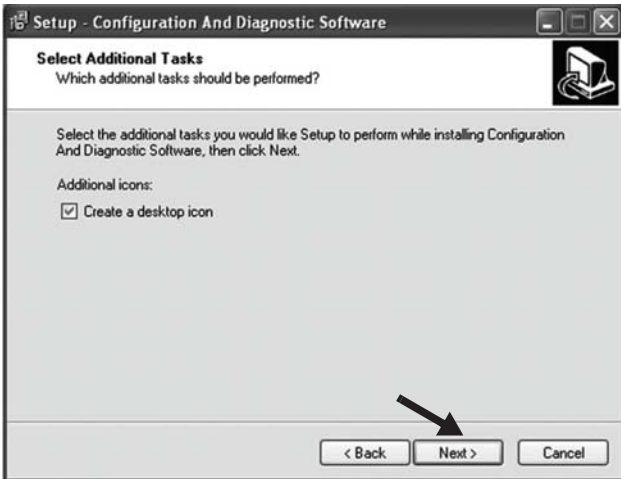 Setup - Configuration And Diagnostic Software
Select Additional Tasks
Which additional tasks should be performed?
Select the additional tasks you would like Setup to perform while installing Configuration
And Diagnostic Software, then click Next.
Additional icons:
Create a desktop icon
< Back
Next >
Cancel